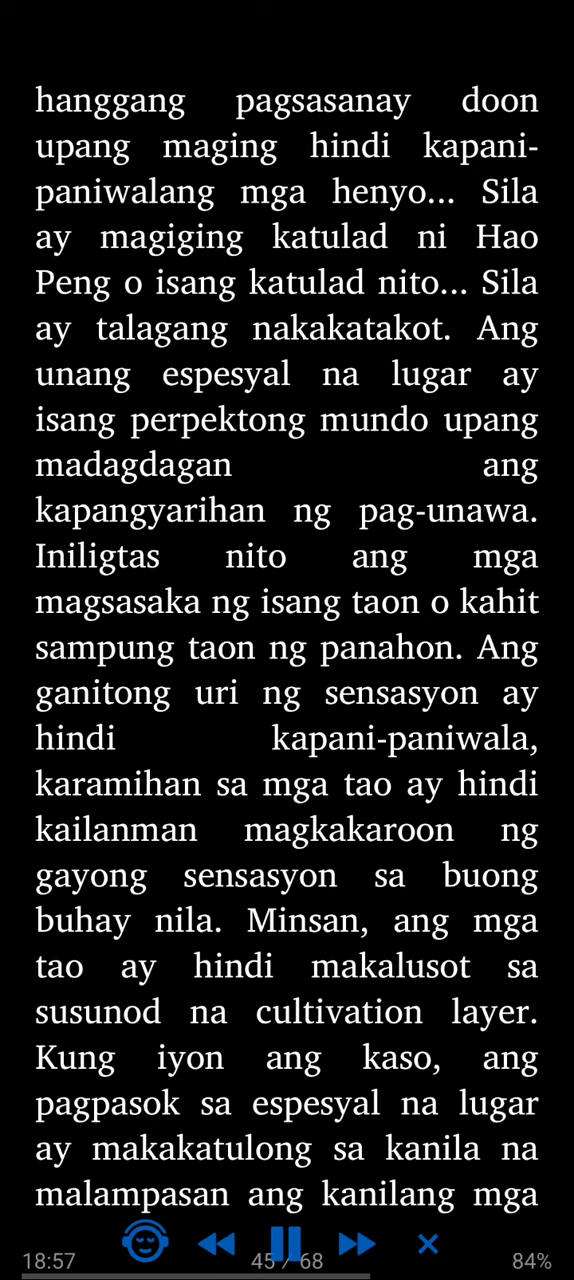 hanggang pagsasanay doon
upang maging hindi kapani-
paniwalang mga henyo... Sila
ay magiging katulad ni Hao
Peng o isang katulad nito... Sila
ay talagang nakakatakot. Ang
unang espesyal na lugar ay
isang perpektong mundo upang
madagdagan ang
kapangyarihan ng pag-unawa.
Iniligtas nito ang mga
magsasaka ng isang taon o kahit
sampung taon ng panahon. Ang
ganitong uri ng sensasyon ay
hindi kapani-paniwala,
karamihan sa mga tao ay hindi
kailanman magkakaroon ng
gayong sensasyon sa buong
buhay nila. Minsan, ang mga
tao ay hindi makalusot sa
susunod na cultivation layer.
Kung iyon ang kaso, ang
pagpasok sa espesyal na lugar
ay makakatulong sa kanila na
malampasan ang kanilang mga
18:57 45 / 68 84%